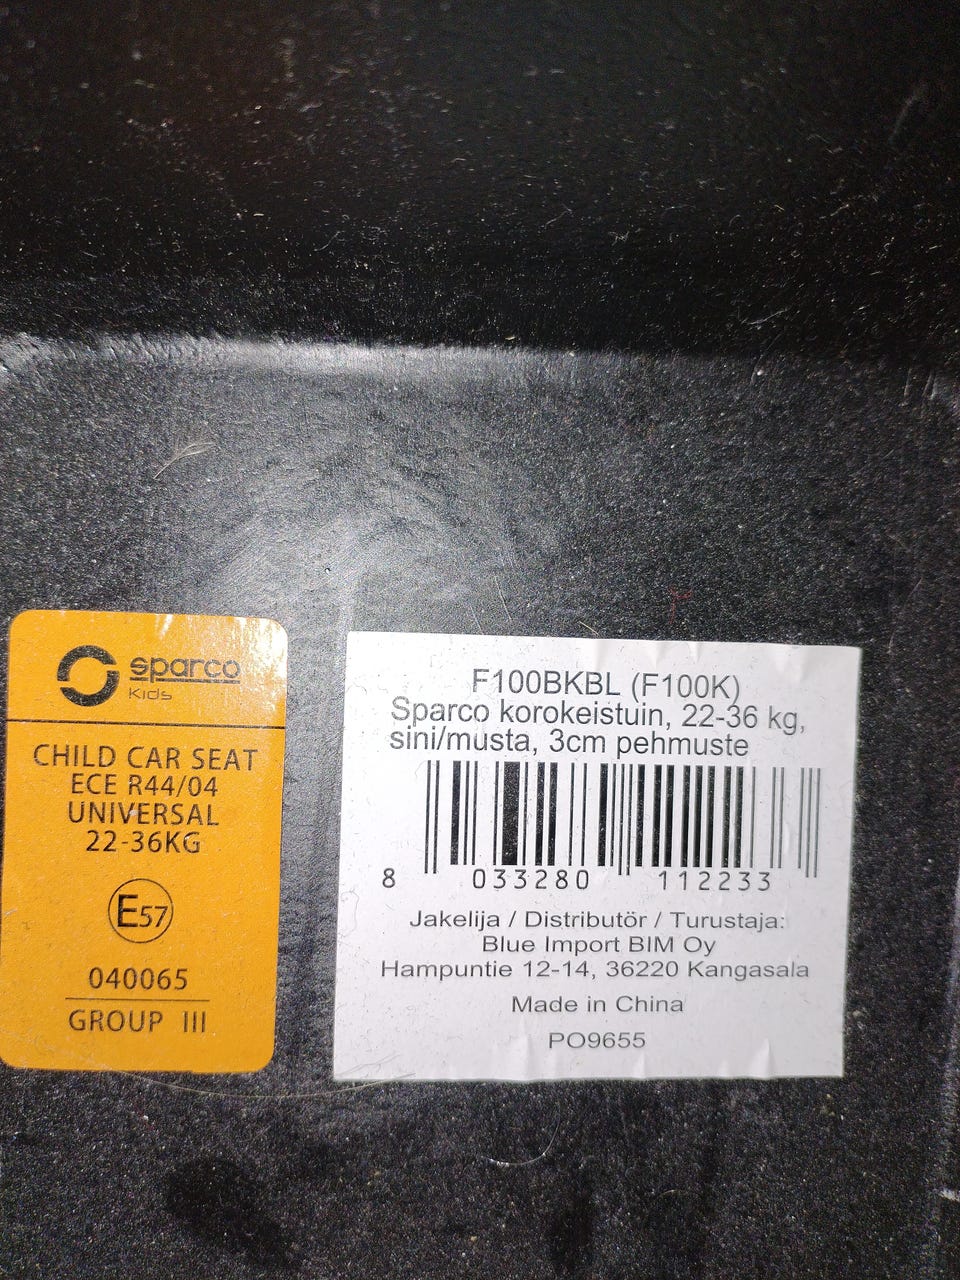 sparco
Kids
CHILD CAR SEAT
ECE R44/04
UNIVERSAL
22-36KG
E57
040065
GROUP III
F100BKBL (F100K)
Sparco korokeistuin, 22-36 kg,
sini/musta, 3cm pehmuste
8 033280 112233
Jakelija / Distributör / Turustaja:
Blue Import BIM Oy
Hampuntie 12-14, 36220 Kangasala
Made in China
PO9655